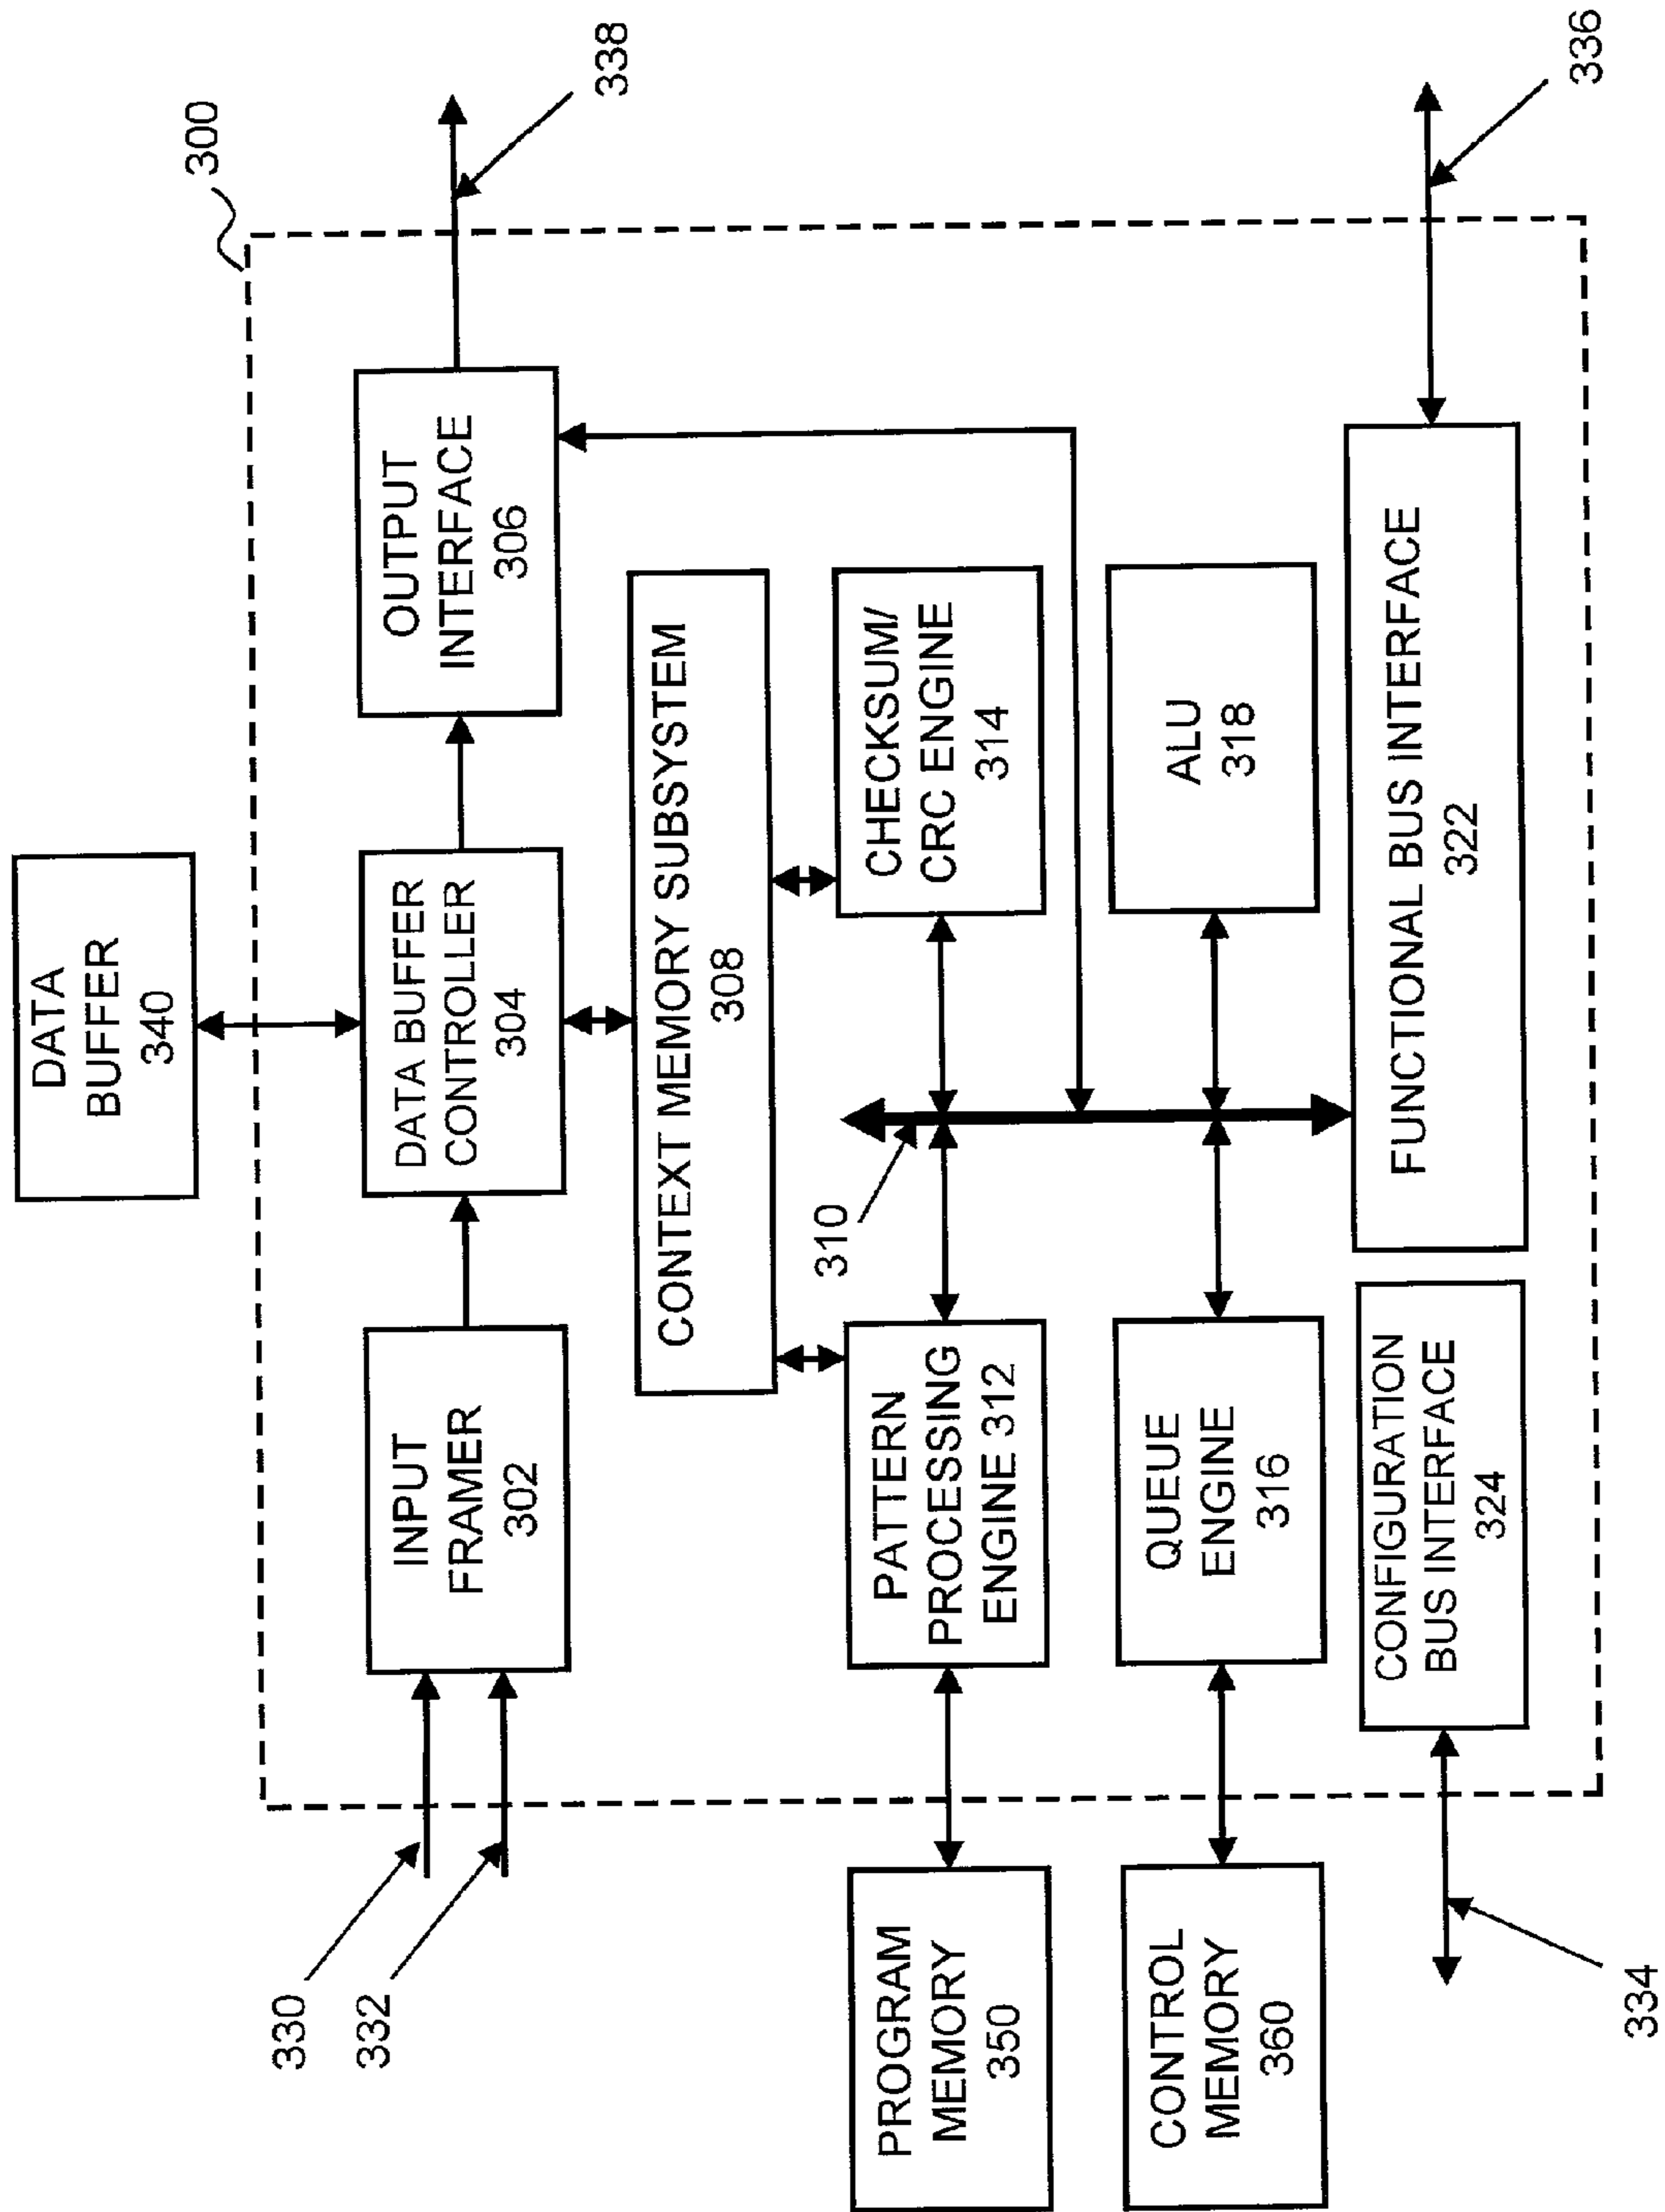 300
DATA
BUFFER
340
330
332
INPUT
FRAMER
302
DATA BUFFER
CONTROLLER
304
OUTPUT
INTERFACE
306
338
CONTEXT MEMORY SUBSYSTEM
308
PROGRAM
MEMORY
350
PATTERN
PROCESSING
ENGINE 312
310
CHECKSUM/
CRC ENGINE
314
CONTROL
MEMORY
360
QUEUE
ENGINE
316
ALU
318
334
CONFIGURATION
BUS INTERFACE
324
FUNCTIONAL BUS INTERFACE
322
336